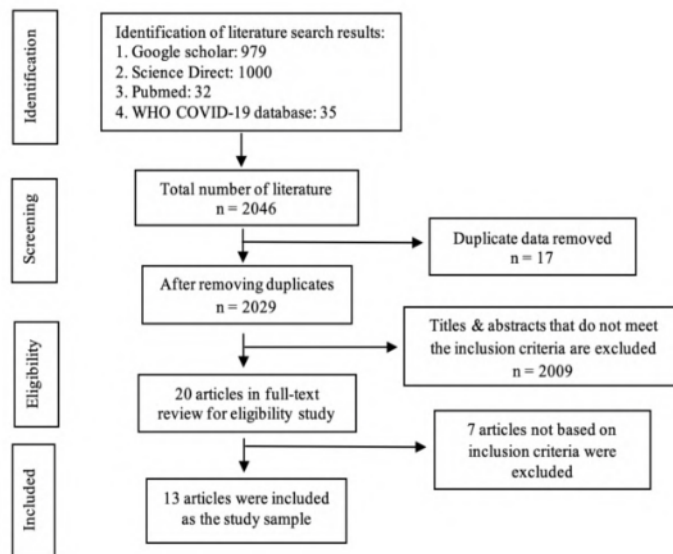 Identification
Identification of literature search results:
1. Google scholar: 979
2. Science Direct: 1000
3. Pubmed: 32
4. WHO COVID-19 database: 35
Screening
Total number of literature
n = 2046
Duplicate data removed
n = 17
After removing duplicates
n = 2029
Titles & abstracts that do not meet
the inclusion criteria are excluded
n = 2009
Eligibility
20 articles in full-text
review for eligibility study
7 articles not based on
inclusion criteria were
excluded
Included
13 articles were included
as the study sample